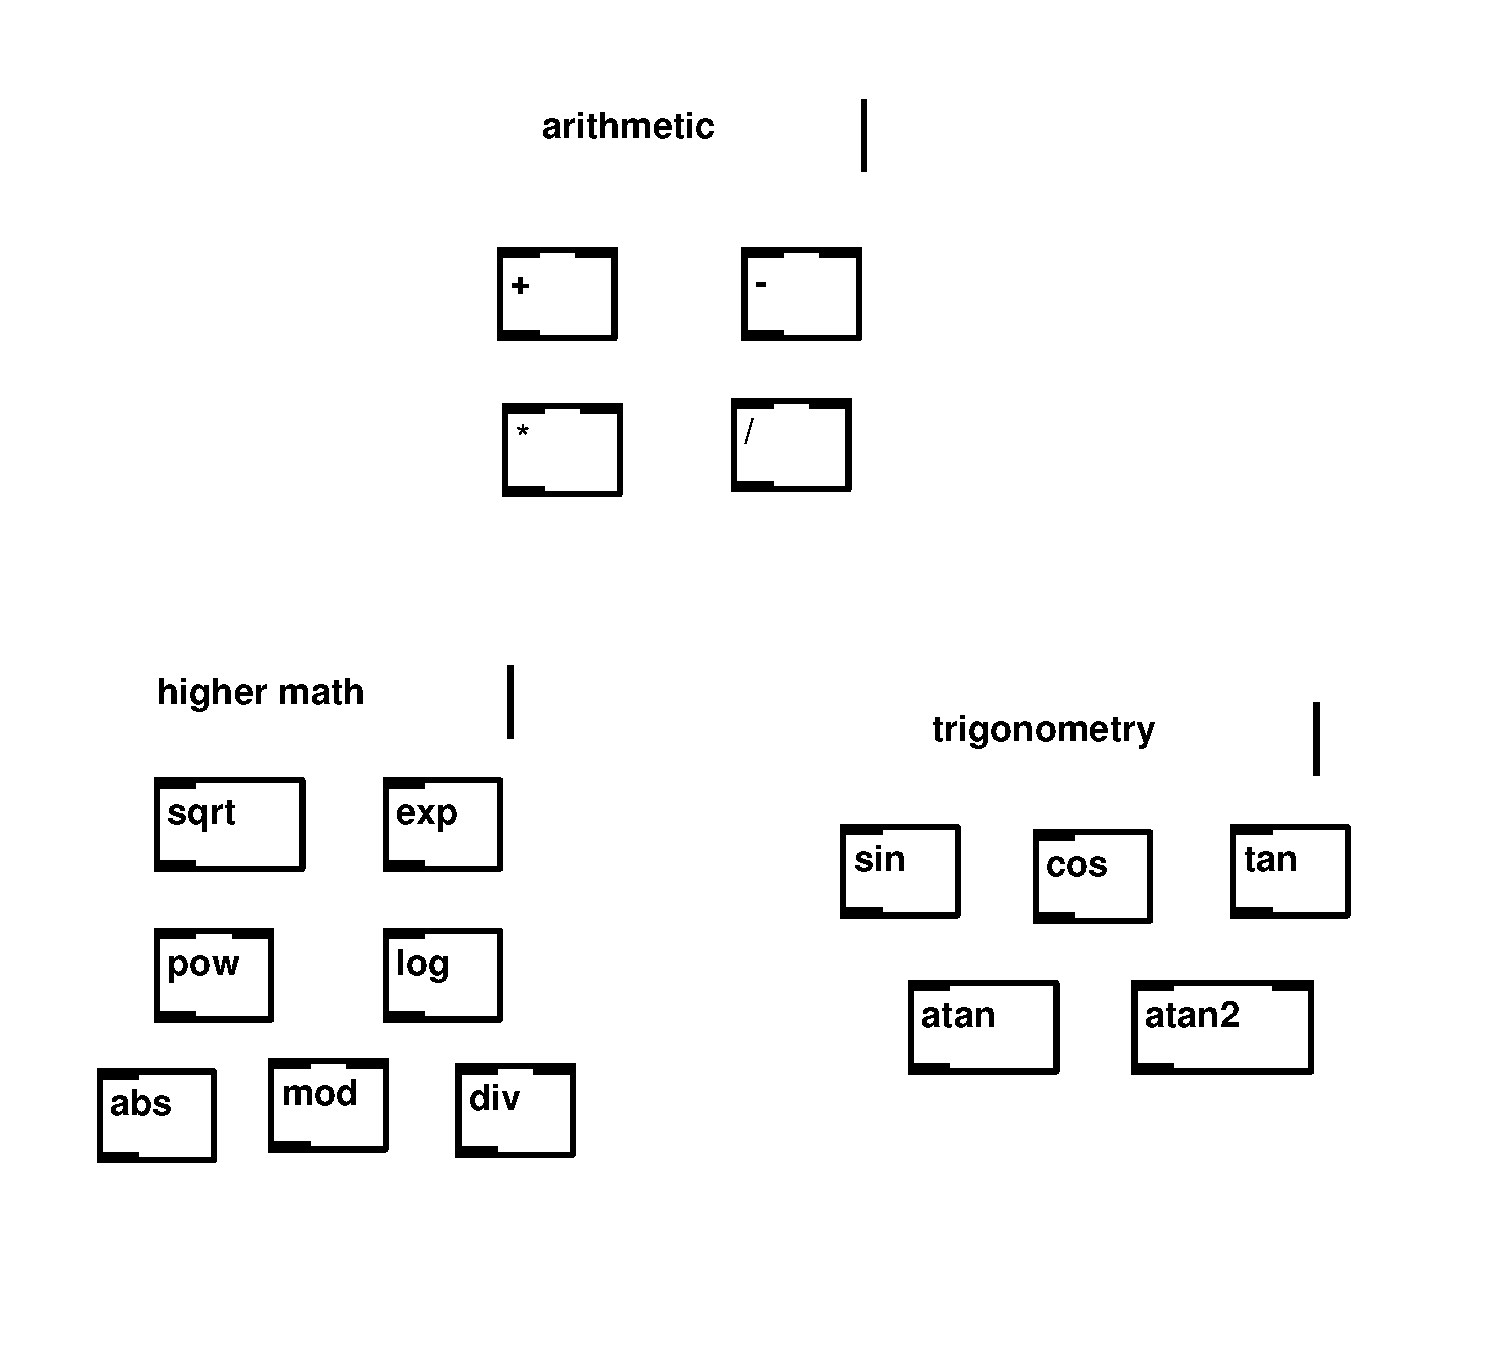 arithmetic
+ -
* /
higher math
sqrt exp
pow log
abs mod div
trigonometry
sin cos tan
atan atan2